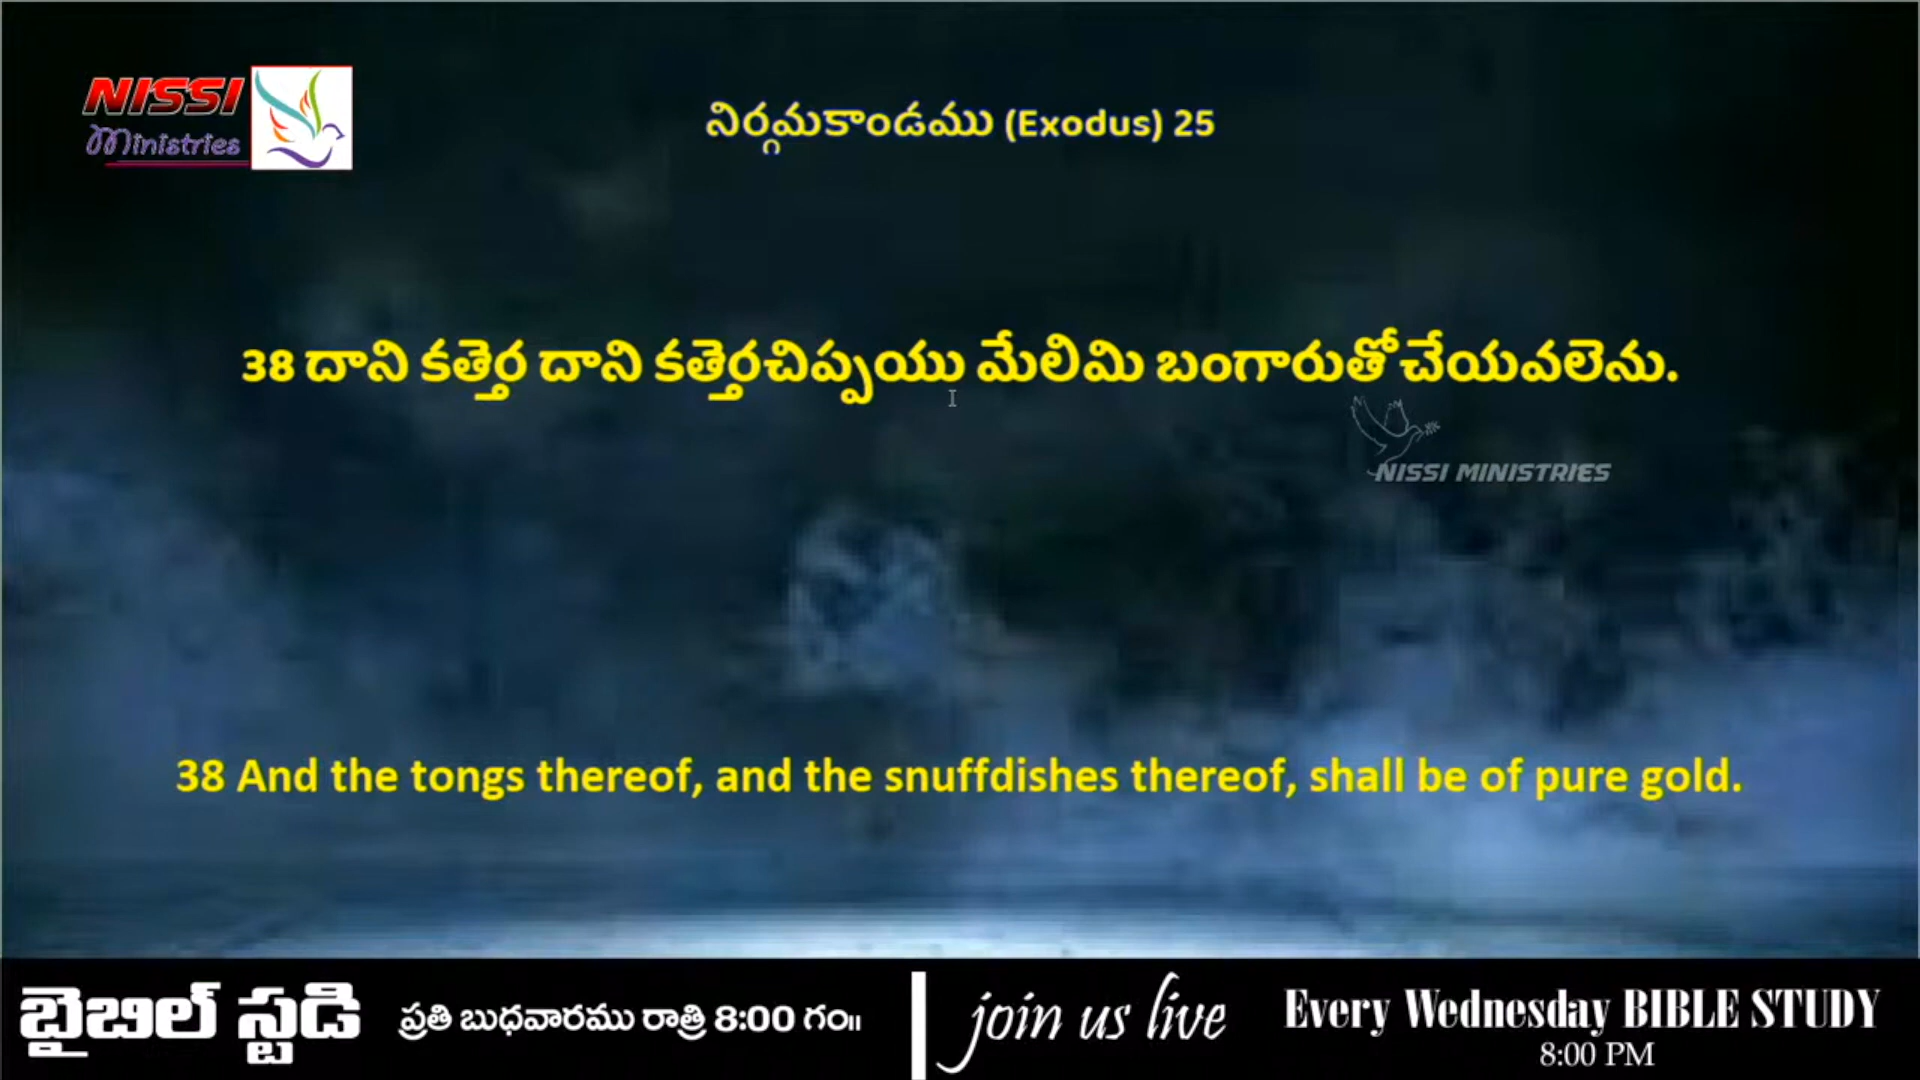 NISSI
Ministries
నిర్గమకాండము (Exodus) 25
38 దాని కత్తెర దాని కత్తెరచిప్పయు మేలిమి బంగారుతో చేయవలెను.
NISSI MINISTRIES
38 And the tongs thereof, and the snuffdishes thereof, shall be of pure gold.
బైబిల్ స్టడి ప్రతి బుధవారము రాత్రి 8:00 గం॥ join us live Every Wednesday BIBLE STUDY
8:00 PM